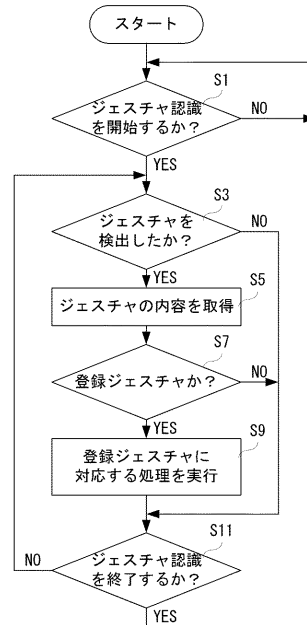 スタート
S1
ジェスチャ認識
を開始するか？
NO
YES
S3
ジェスチャを
検出したか？
NO
YES
S5
ジェスチャの内容を取得
S7
登録ジェスチャか？
NO
YES
S9
登録ジェスチャに
対応する処理を実行
S11
NO
ジェスチャ認識
を終了するか？
YES